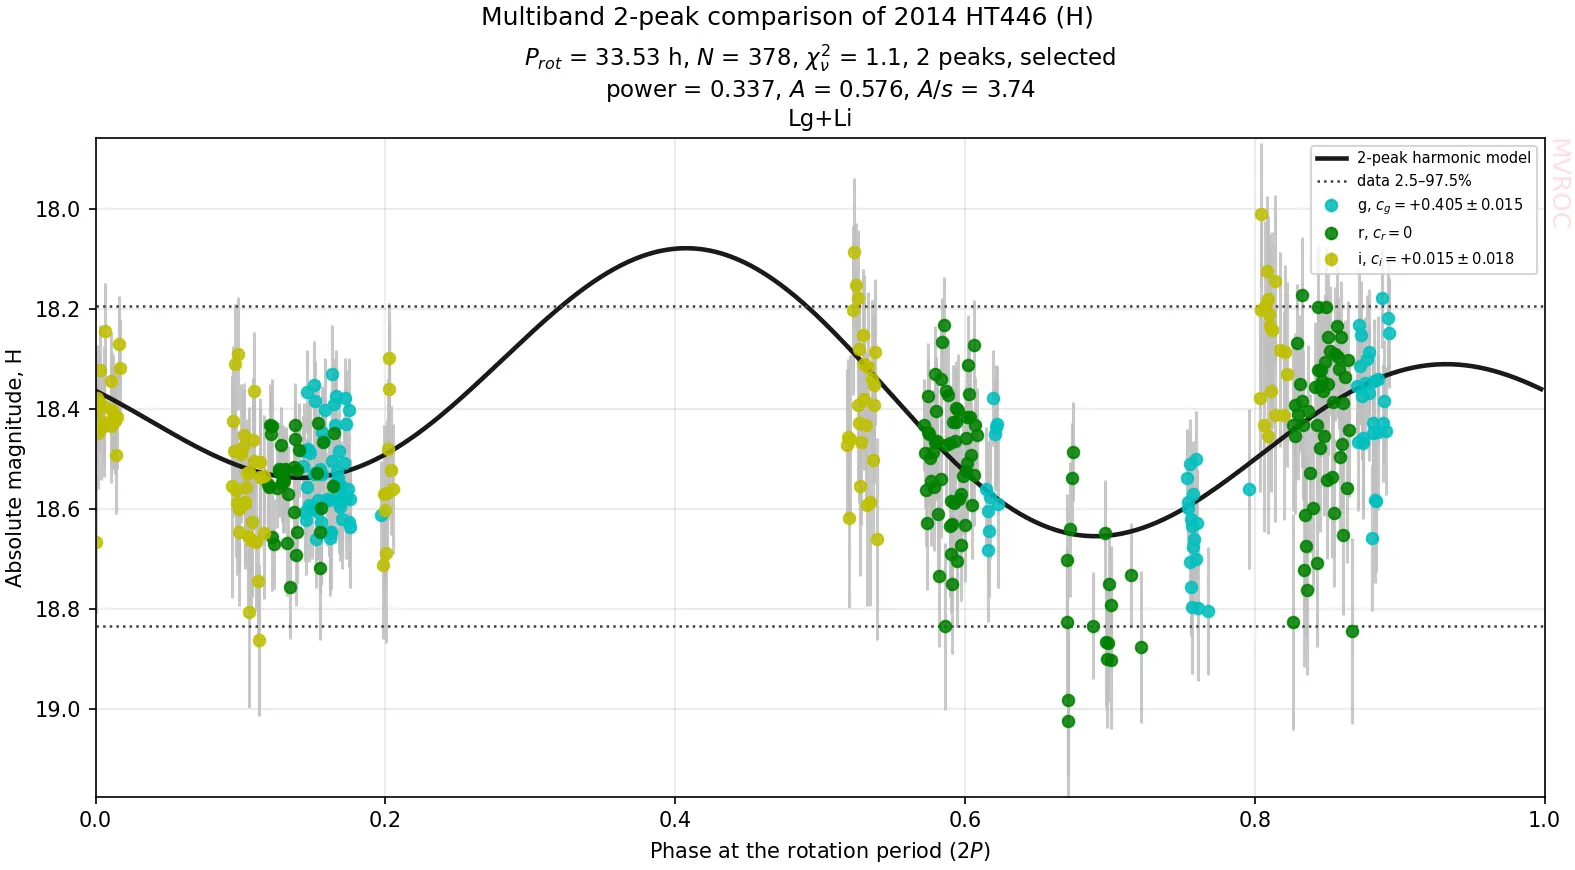 Multiband 2-peak comparison of 2014 HT446 (H)
P_rot = 33.53 h, N = 378, χ²_ν = 1.1, 2 peaks, selected
power = 0.337, A = 0.576, A/s = 3.74
Lg+Li
2-peak harmonic model
data 2.5–97.5%
g, c_g = +0.405 ± 0.015
r, c_r = 0
i, c_i = +0.015 ± 0.018
MVROC
Absolute magnitude, H
18.0
18.2
18.4
18.6
18.8
19.0
0.0 0.2 0.4 0.6 0.8 1.0
Phase at the rotation period (2P)